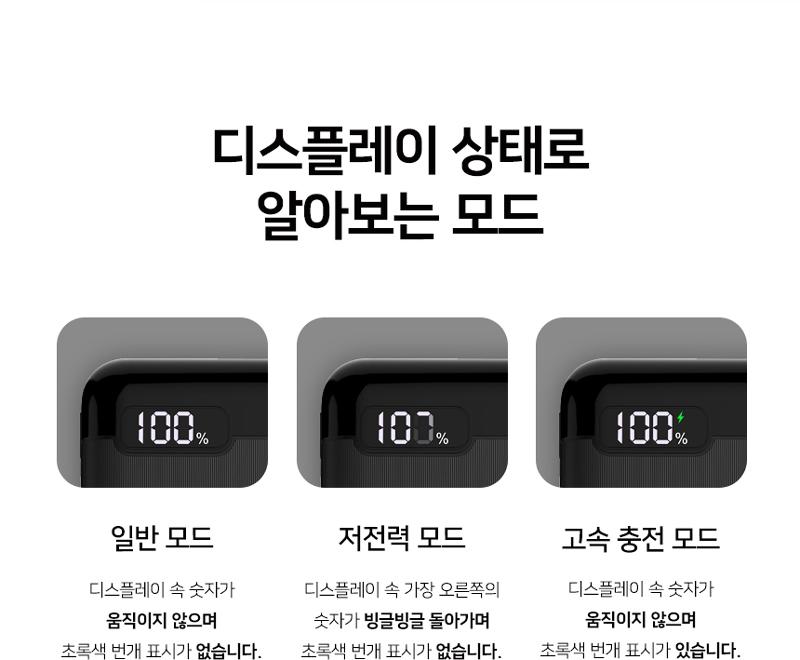 디스플레이 상태로
알아보는 모드
100%
100%
100%
일반 모드
저전력 모드
고속 충전 모드
디스플레이 속 숫자가
움직이지 않으며
초록색 번개 표시가 없습니다.
디스플레이 속 가장 오른쪽의
숫자가 빙글빙글 돌아가며
초록색 번개 표시가 없습니다.
디스플레이 속 숫자가
움직이지 않으며
초록색 번개 표시가 있습니다.